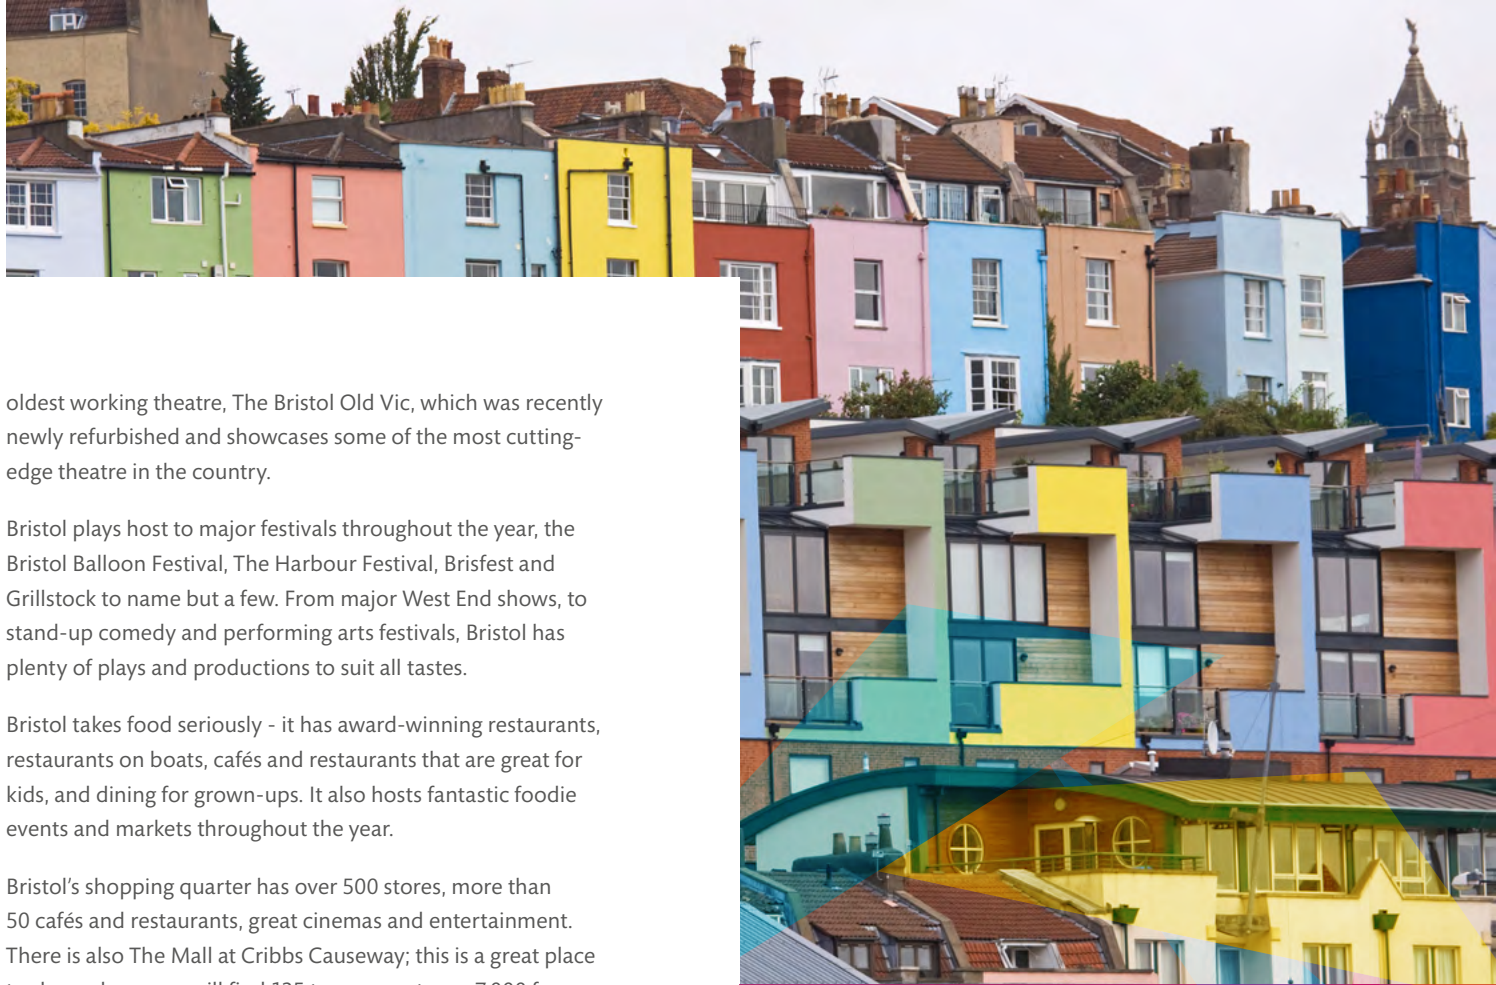 oldest working theatre, The Bristol Old Vic, which was recently
newly refurbished and showcases some of the most cutting-
edge theatre in the country.
Bristol plays host to major festivals throughout the year, the
Bristol Balloon Festival, The Harbour Festival, Brisfest and
Grillstock to name but a few. From major West End shows, to
stand-up comedy and performing arts festivals, Bristol has
plenty of plays and productions to suit all tastes.
Bristol takes food seriously - it has award-winning restaurants,
restaurants on boats, cafés and restaurants that are great for
kids, and dining for grown-ups. It also hosts fantastic foodie
events and markets throughout the year.
Bristol’s shopping quarter has over 500 stores, more than
50 cafés and restaurants, great cinemas and entertainment.
There is also The Mall at Cribbs Causeway; this is a great place